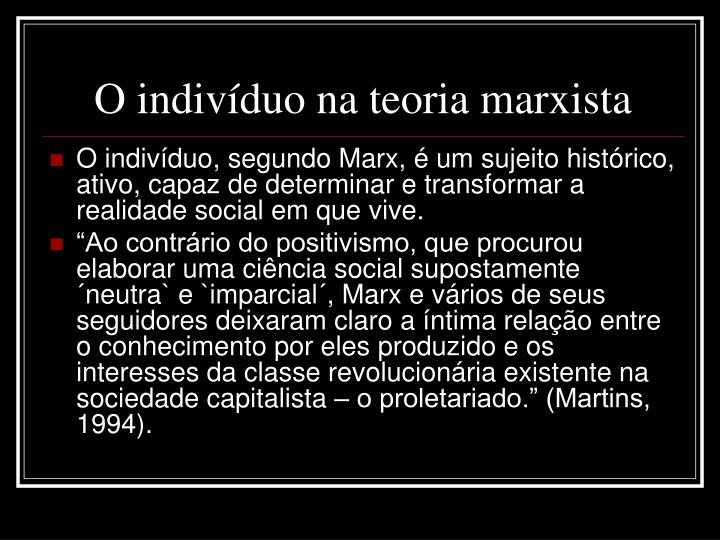 O indivíduo na teoria marxista
O indivíduo, segundo Marx, é um sujeito histórico,
ativo, capaz de determinar e transformar a
realidade social em que vive.
“Ao contrário do positivismo, que procurou
elaborar uma ciência social supostamente
´neutra` e `imparcial´, Marx e vários de seus
seguidores deixaram claro a íntima relação entre
o conhecimento por eles produzido e os
interesses da classe revolucionária existente na
sociedade capitalista – o proletariado.” (Martins,
1994).